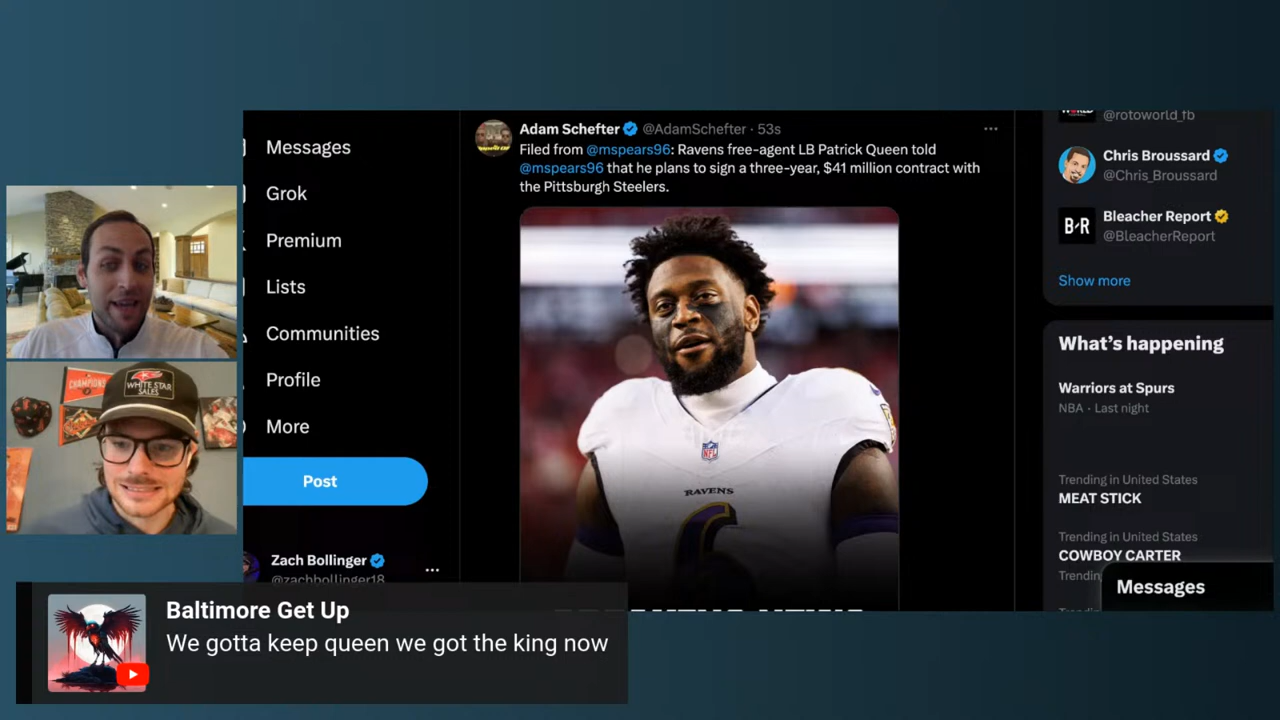 Messages
Grok
Premium
Lists
Communities
Profile
More
Post
Zach Bollinger
@zachbollinger18
Adam Schefter @AdamSchefter · 53s
Filed from @mspears96: Ravens free-agent LB Patrick Queen told
@mspears96 that he plans to sign a three-year, $41 million contract with
the Pittsburgh Steelers.
NFL
RAVENS
@rotoworld_fb
Chris Broussard
@Chris_Broussard
B/R
Bleacher Report
@BleacherReport
Show more
What's happening
Warriors at Spurs
NBA · Last night
Trending in United States
MEAT STICK
Trending in United States
COWBOY CARTER
Trending
Messages
CHAMPIONS
WHITE STAR
SALES
Baltimore Get Up
We gotta keep queen we got the king now